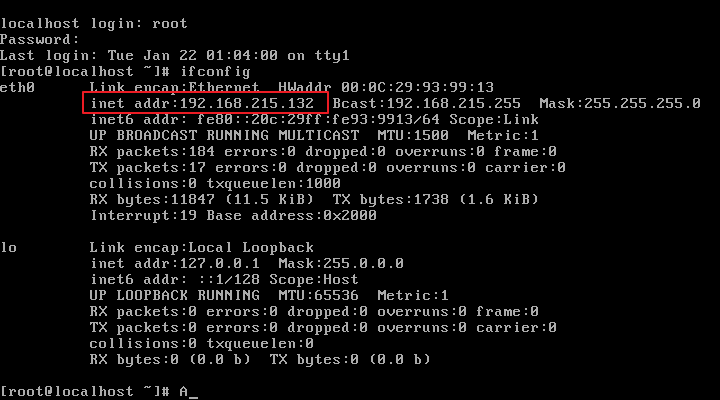 localhost login: root
Password:
Last login: Tue Jan 22 01:04:00 on tty1
[root@localhost ~]# ifconfig
eth0      Link encap:Ethernet  HWaddr 00:0C:29:93:99:13
          inet addr:192.168.215.132  Bcast:192.168.215.255  Mask:255.255.255.0
          inet6 addr: fe80::20c:29ff:fe93:9913/64 Scope:Link
          UP BROADCAST RUNNING MULTICAST  MTU:1500  Metric:1
          RX packets:184 errors:0 dropped:0 overruns:0 frame:0
          TX packets:17 errors:0 dropped:0 overruns:0 carrier:0
          collisions:0 txqueuelen:1000
          RX bytes:11847 (11.5 KiB)  TX bytes:1738 (1.6 KiB)
          Interrupt:19 Base address:0x2000
lo        Link encap:Local Loopback
          inet addr:127.0.0.1  Mask:255.0.0.0
          inet6 addr: ::1/128 Scope:Host
          UP LOOPBACK RUNNING  MTU:65536  Metric:1
          RX packets:0 errors:0 dropped:0 overruns:0 frame:0
          TX packets:0 errors:0 dropped:0 overruns:0 carrier:0
          collisions:0 txqueuelen:0
          RX bytes:0 (0.0 b)  TX bytes:0 (0.0 b)
[root@localhost ~]# A_